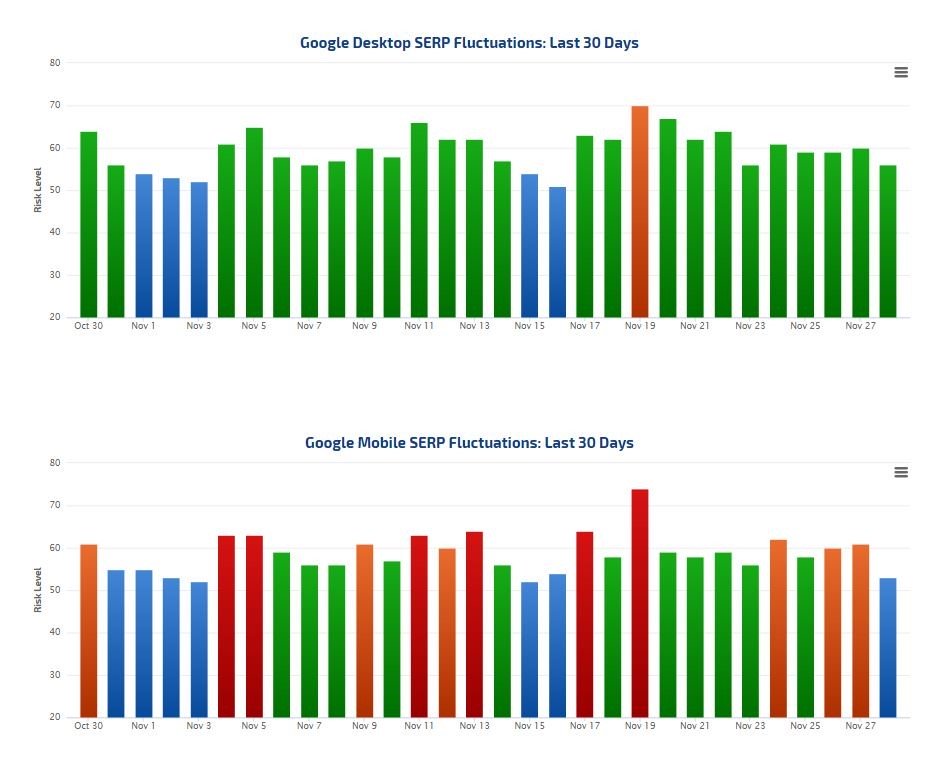 Google Desktop SERP Fluctuations: Last 30 Days
80
70
60
50
40
30
20
Risk Level
Oct 30 Nov 1 Nov 3 Nov 5 Nov 7 Nov 9 Nov 11 Nov 13 Nov 15 Nov 17 Nov 19 Nov 21 Nov 23 Nov 25 Nov 27
Google Mobile SERP Fluctuations: Last 30 Days
80
70
60
50
40
30
20
Risk Level
Oct 30 Nov 1 Nov 3 Nov 5 Nov 7 Nov 9 Nov 11 Nov 13 Nov 15 Nov 17 Nov 19 Nov 21 Nov 23 Nov 25 Nov 27